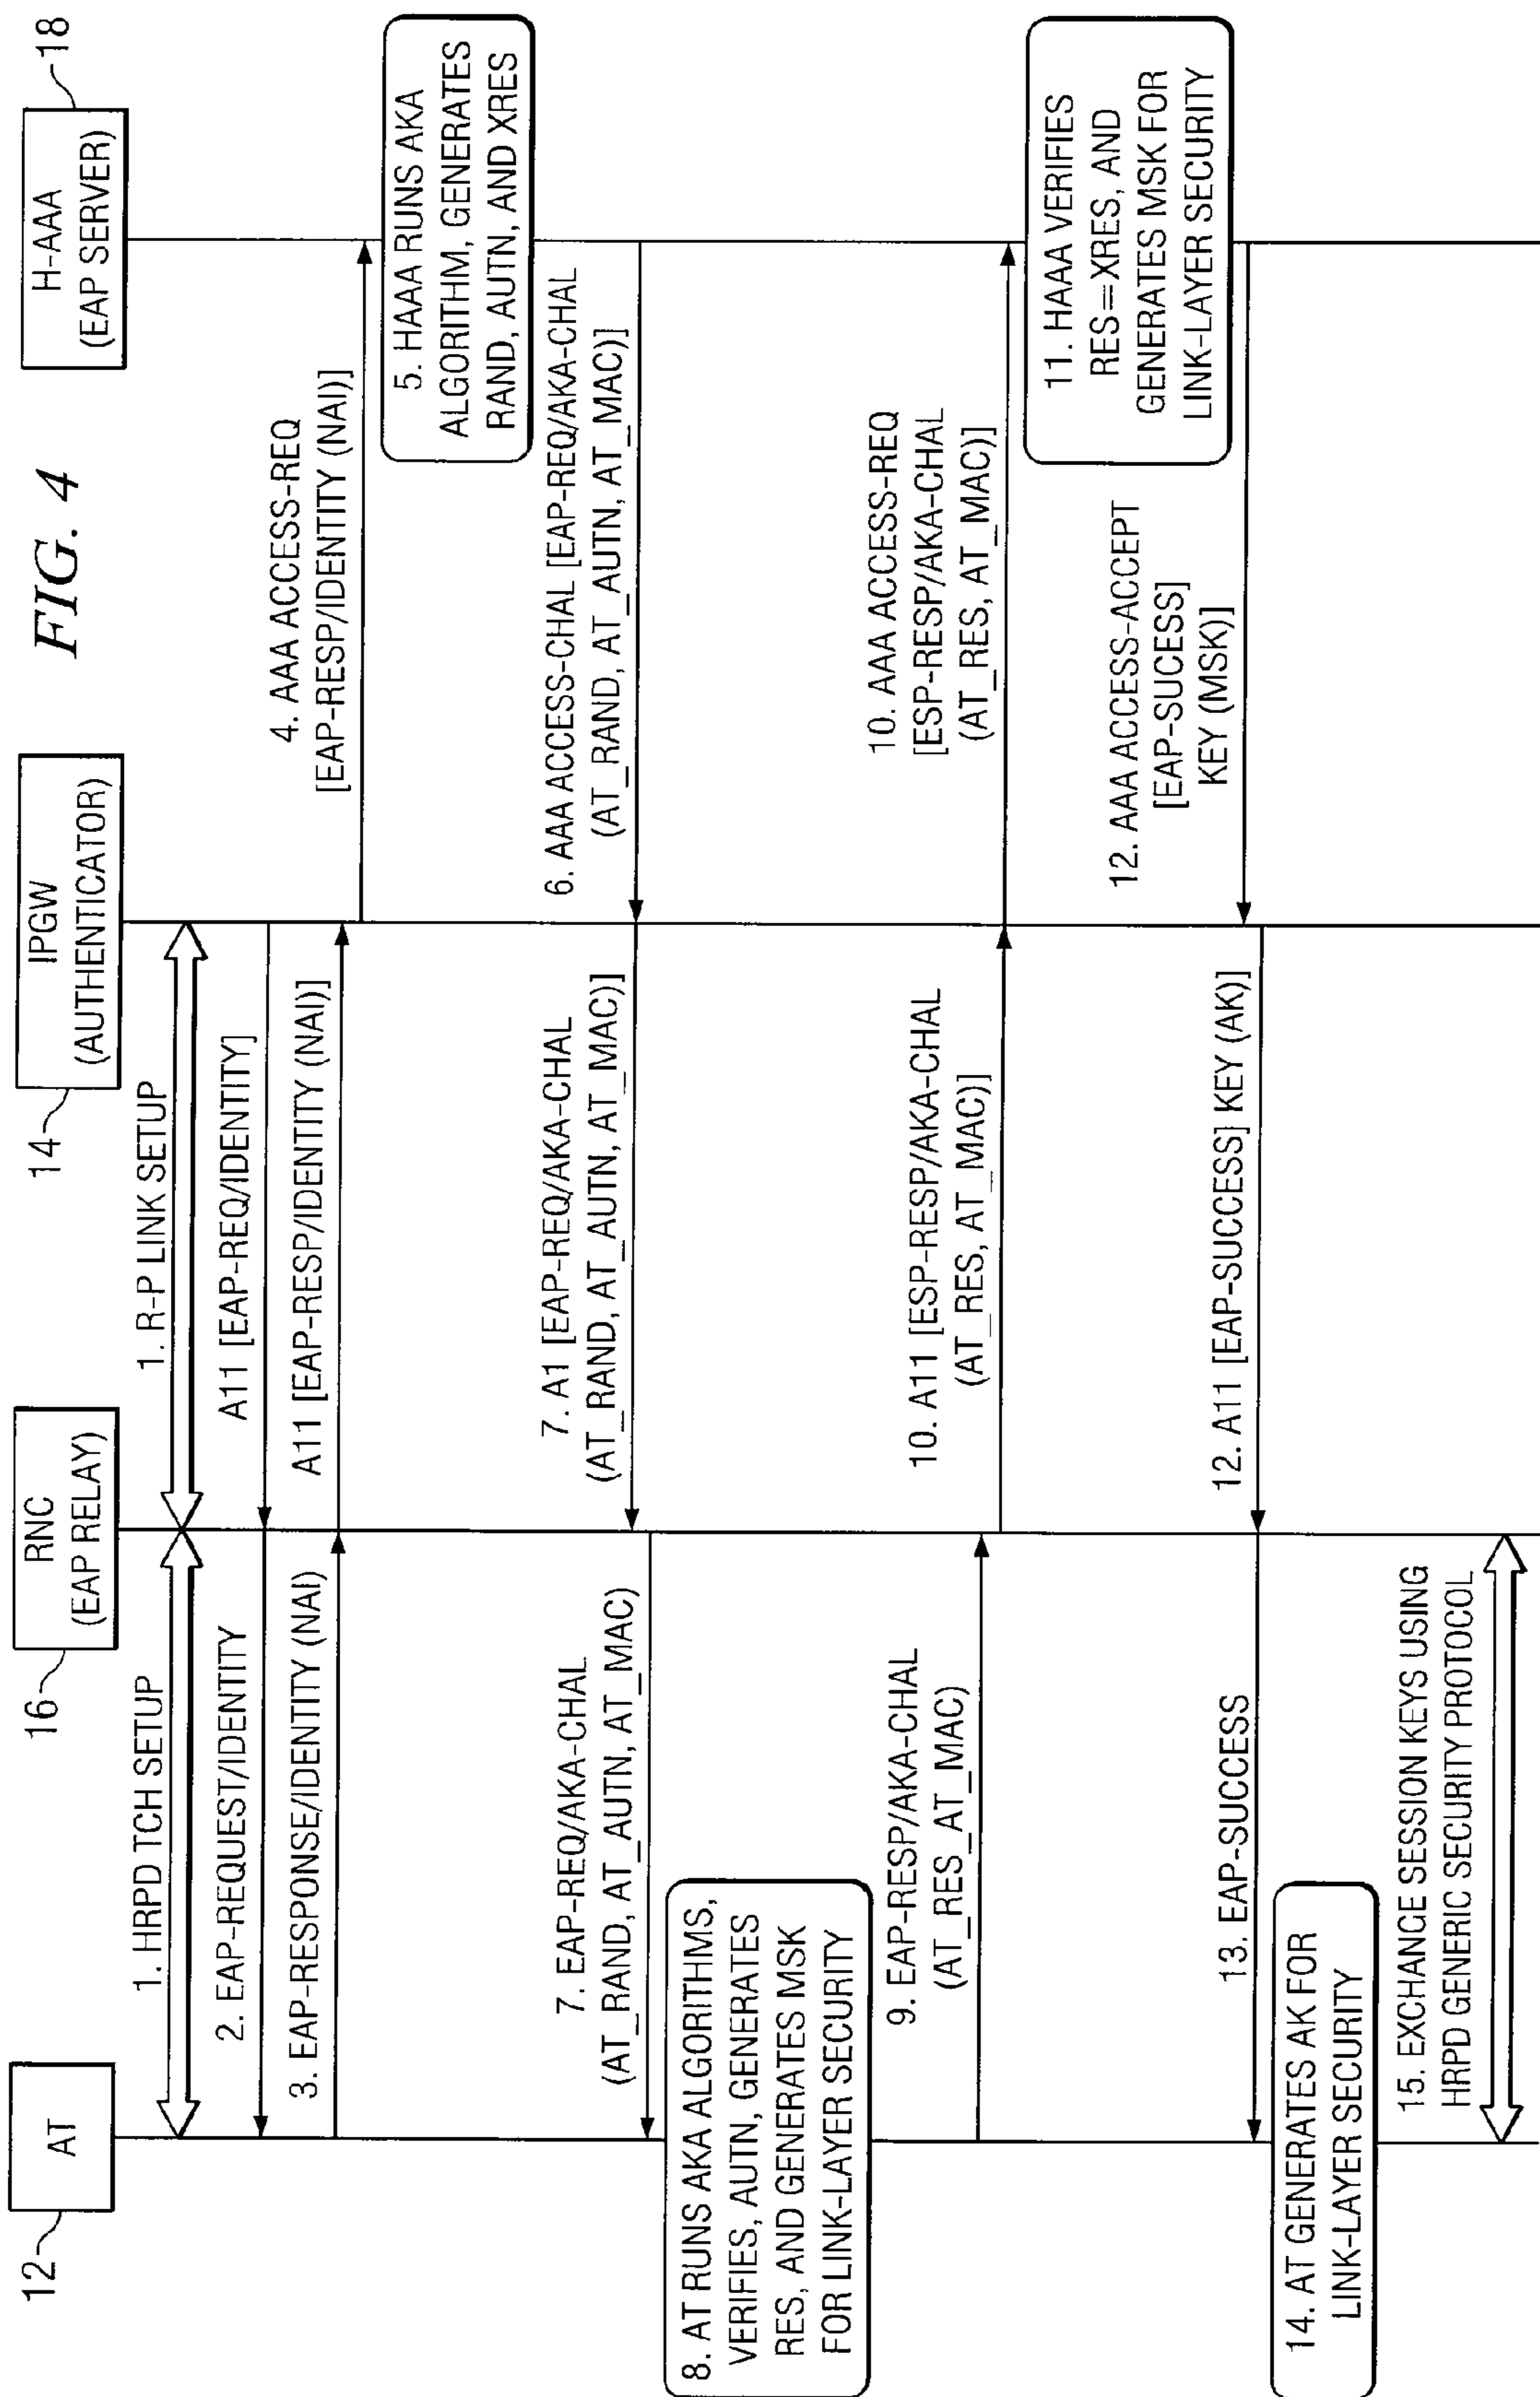 FIG. 4
12
AT
16
RNC
(EAP RELAY)
14
IPGW
(AUTHENTICATOR)
H-AAA
(EAP SERVER)
18
1. HRPD TCH SETUP
1. R-P LINK SETUP
2. EAP-REQUEST/IDENTITY
A11 [EAP-REQ/IDENTITY]
3. EAP-RESPONSE/IDENTITY (NAI)
A11 [EAP-RESP/IDENTITY (NAI)]
4. AAA ACCESS-REQ
[EAP-RESP/IDENTITY (NAI)]
5. HAAA RUNS AKA
ALGORITHM, GENERATES
RAND, AUTN, AND XRES
6. AAA ACCESS-CHAL [EAP-REQ/AKA-CHAL
(AT_RAND, AT_AUTN, AT_MAC)]
7. A1 [EAP-REQ/AKA-CHAL
(AT_RAND, AT_AUTN, AT_MAC)]
7. EAP-REQ/AKA-CHAL
(AT_RAND, AT_AUTN, AT_MAC)
8. AT RUNS AKA ALGORITHMS,
VERIFIES, AUTN, GENERATES
RES, AND GENERATES MSK
FOR LINK-LAYER SECURITY
9. EAP-RESP/AKA-CHAL
(AT_RES_AT_MAC)
10. A11 [ESP-RESP/AKA-CHAL
(AT_RES, AT_MAC)]
10. AAA ACCESS-REQ
[ESP-RESP/AKA-CHAL
(AT_RES, AT_MAC)]
11. HAAA VERIFIES
RES=XRES, AND
GENERATES MSK FOR
LINK-LAYER SECURITY
12. AAA ACCESS-ACCEPT
[EAP-SUCESS]
KEY (MSK)]
12. A11 [EAP-SUCCESS] KEY (AK)]
13. EAP-SUCCESS
14. AT GENERATES AK FOR
LINK-LAYER SECURITY
15. EXCHANGE SESSION KEYS USING
HRPD GENERIC SECURITY PROTOCOL